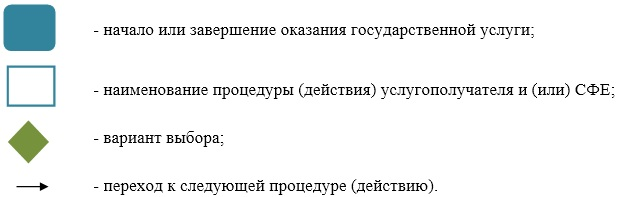 - начало или завершение оказания государственной услуги;
- наименование процедуры (действия) услугополучателя и (или) СФЕ;
- вариант выбора;
- переход к следующей процедуре (действию).